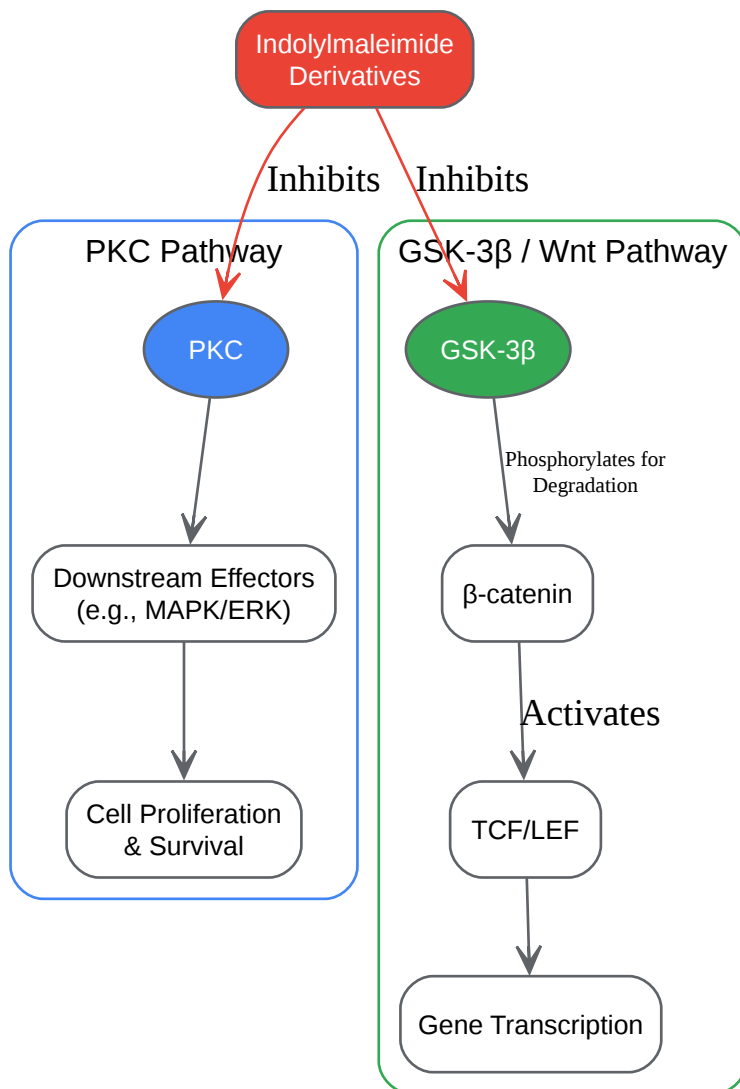 Indolylmaleimide
Derivatives
Inhibits
Inhibits
PKC Pathway
GSK-3β / Wnt Pathway
PKC
GSK-3β
Phosphorylates for
Degradation
Downstream Effectors
(e.g., MAPK/ERK)
β-catenin
Activates
Cell Proliferation
& Survival
TCF/LEF
Gene Transcription